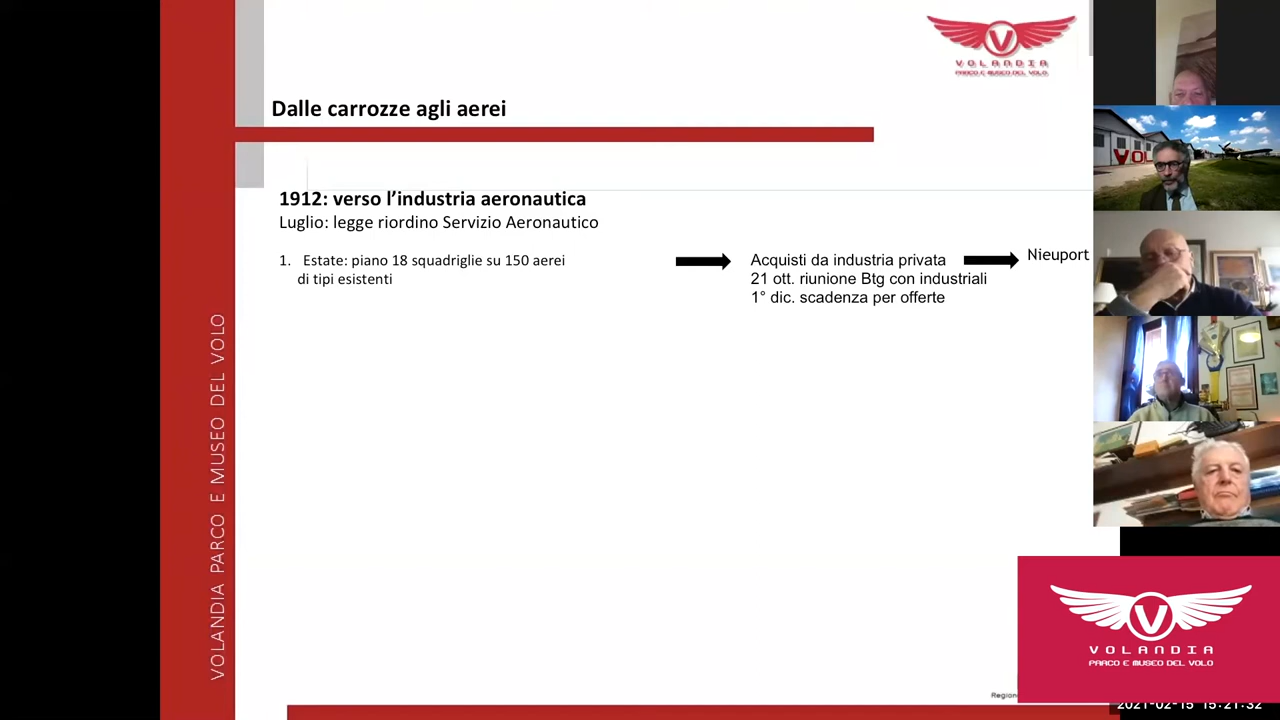 VOLANDIA
PARCO E MUSEO DEL VOLO
Dalle carrozze agli aerei
1912: verso l’industria aeronautica
Luglio: legge riordino Servizio Aeronautico
1. Estate: piano 18 squadriglie su 150 aerei
di tipi esistenti
Acquisti da industria privata
21 ott. riunione Btg con industriali
1° dic. scadenza per offerte
Nieuport
VOLANDIA PARCO E MUSEO DEL VOLO
VOL
VOLANDIA
PARCO E MUSEO DEL VOLO
Region
2021-02-15 15:21:32